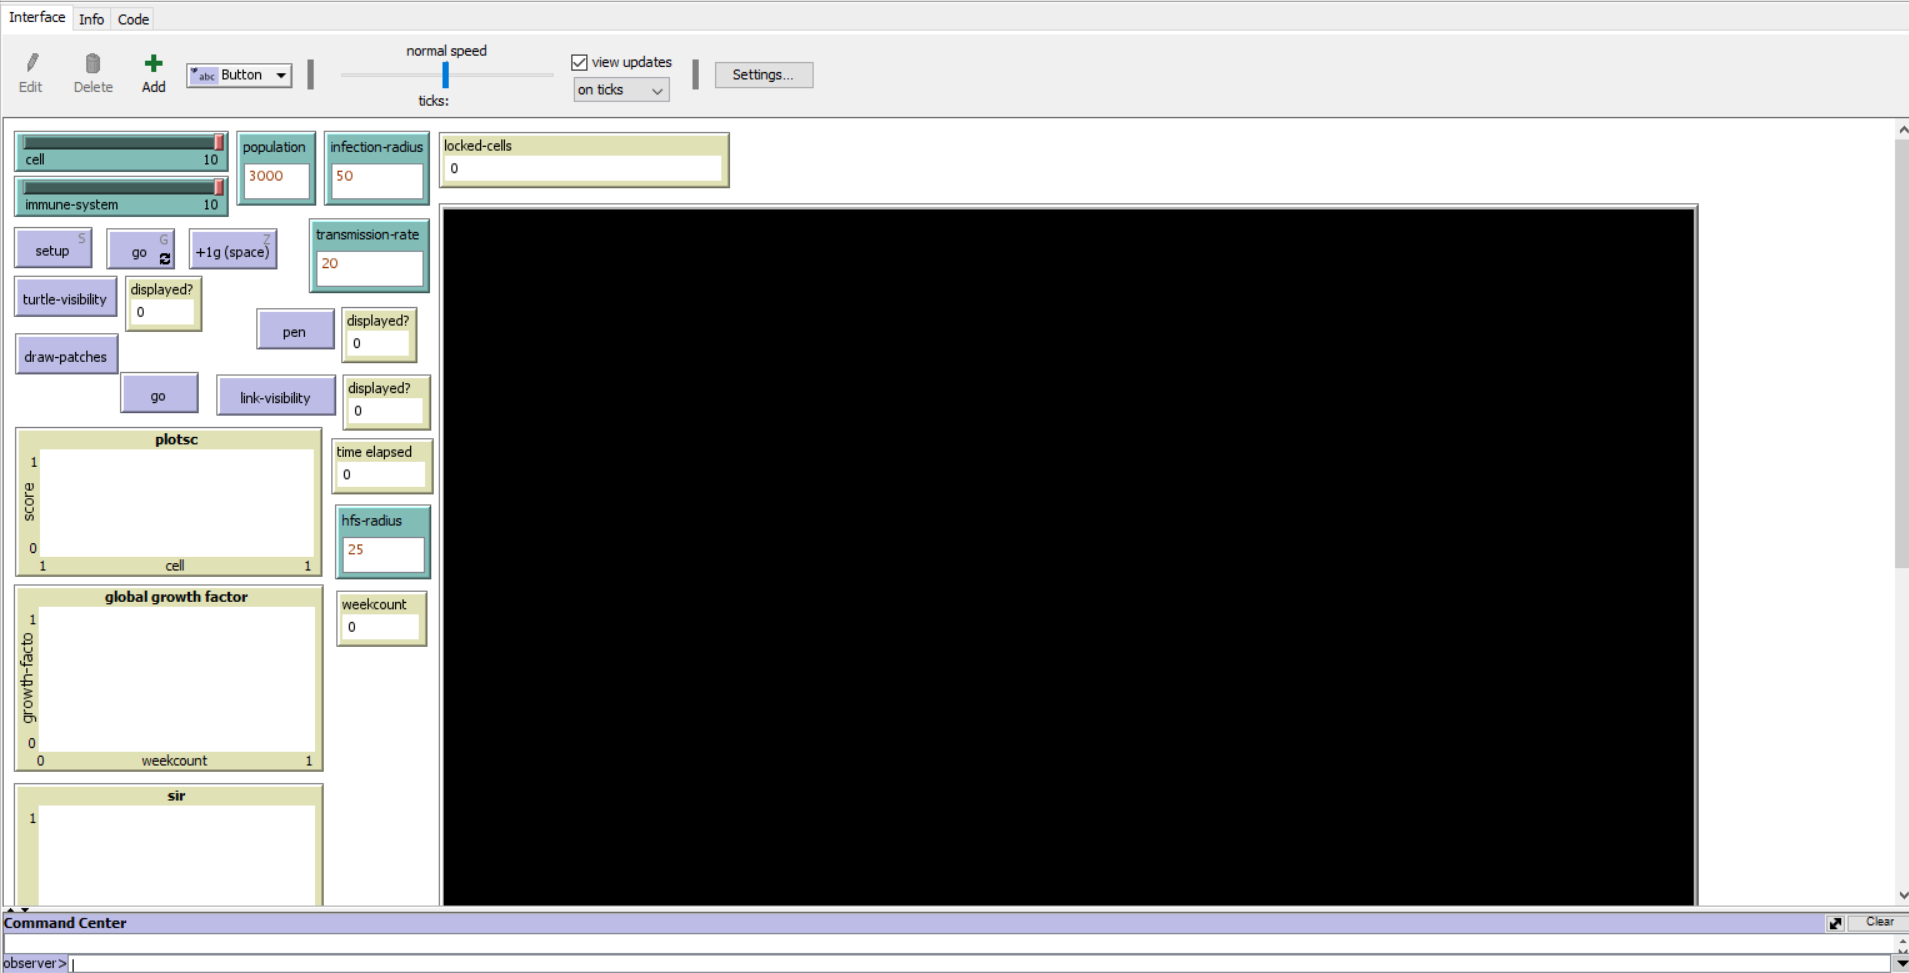 Interface Info Code
normal speed
Edit Delete Add abc Button view updates
on ticks Settings...
ticks:
cell 10
immune-system 10
population
3000
infection-radius
50
locked-cells
0
setup S
go G
+1g (space) Z
transmission-rate
20
turtle-visibility
displayed?
0
pen
displayed?
0
draw-patches
go
link-visibility
displayed?
0
plotsc
1
score
0
1 cell 1
time elapsed
0
hfs-radius
25
global growth factor
1
growth-facto
0
0 weekcount 1
weekcount
0
sir
1
Command Center
Clear
observer>